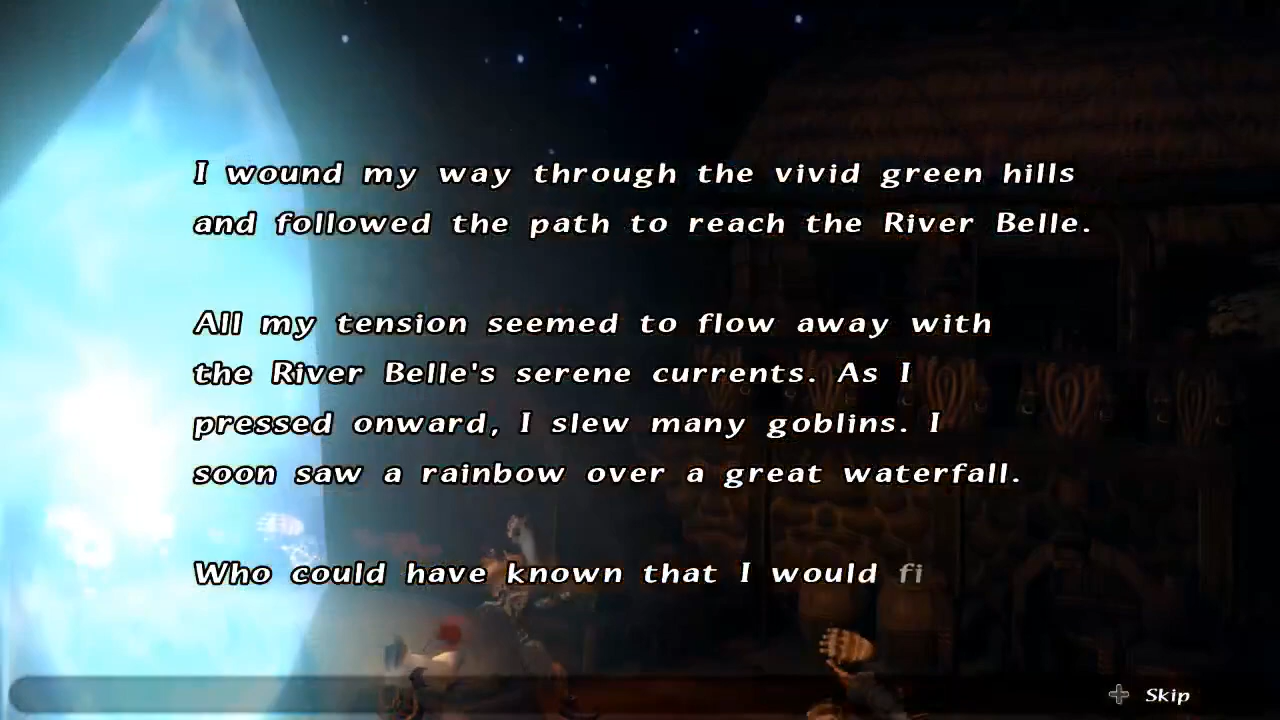 I wound my way through the vivid green hills
and followed the path to reach the River Belle.
All my tension seemed to flow away with
the River Belle's serene currents. As I
pressed onward, I slew many goblins. I
soon saw a rainbow over a great waterfall.
Who could have known that I would fi
Skip